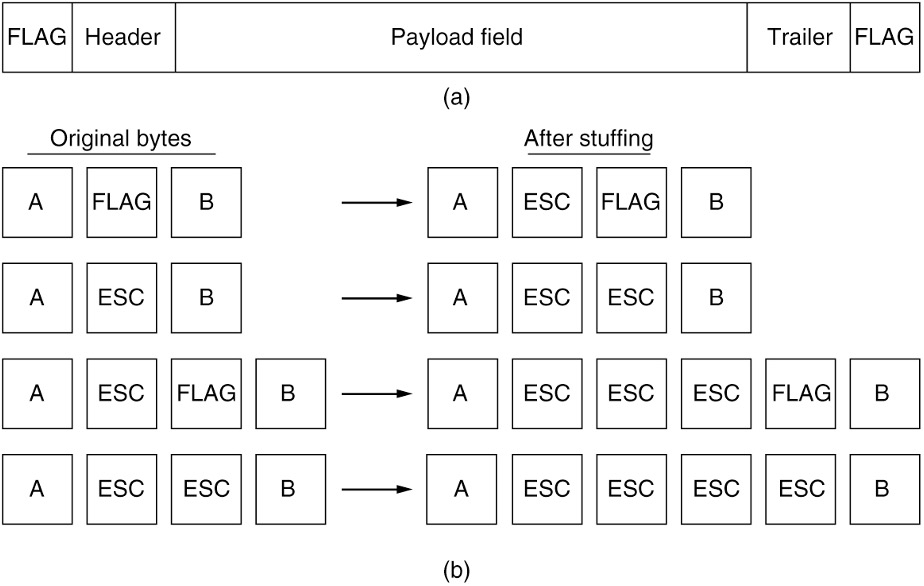 FLAG Header Payload field Trailer FLAG
(a)
Original bytes After stuffing
A FLAG B A ESC FLAG B
A ESC B A ESC ESC B
A ESC FLAG B A ESC ESC ESC FLAG B
A ESC ESC B A ESC ESC ESC ESC B
(b)